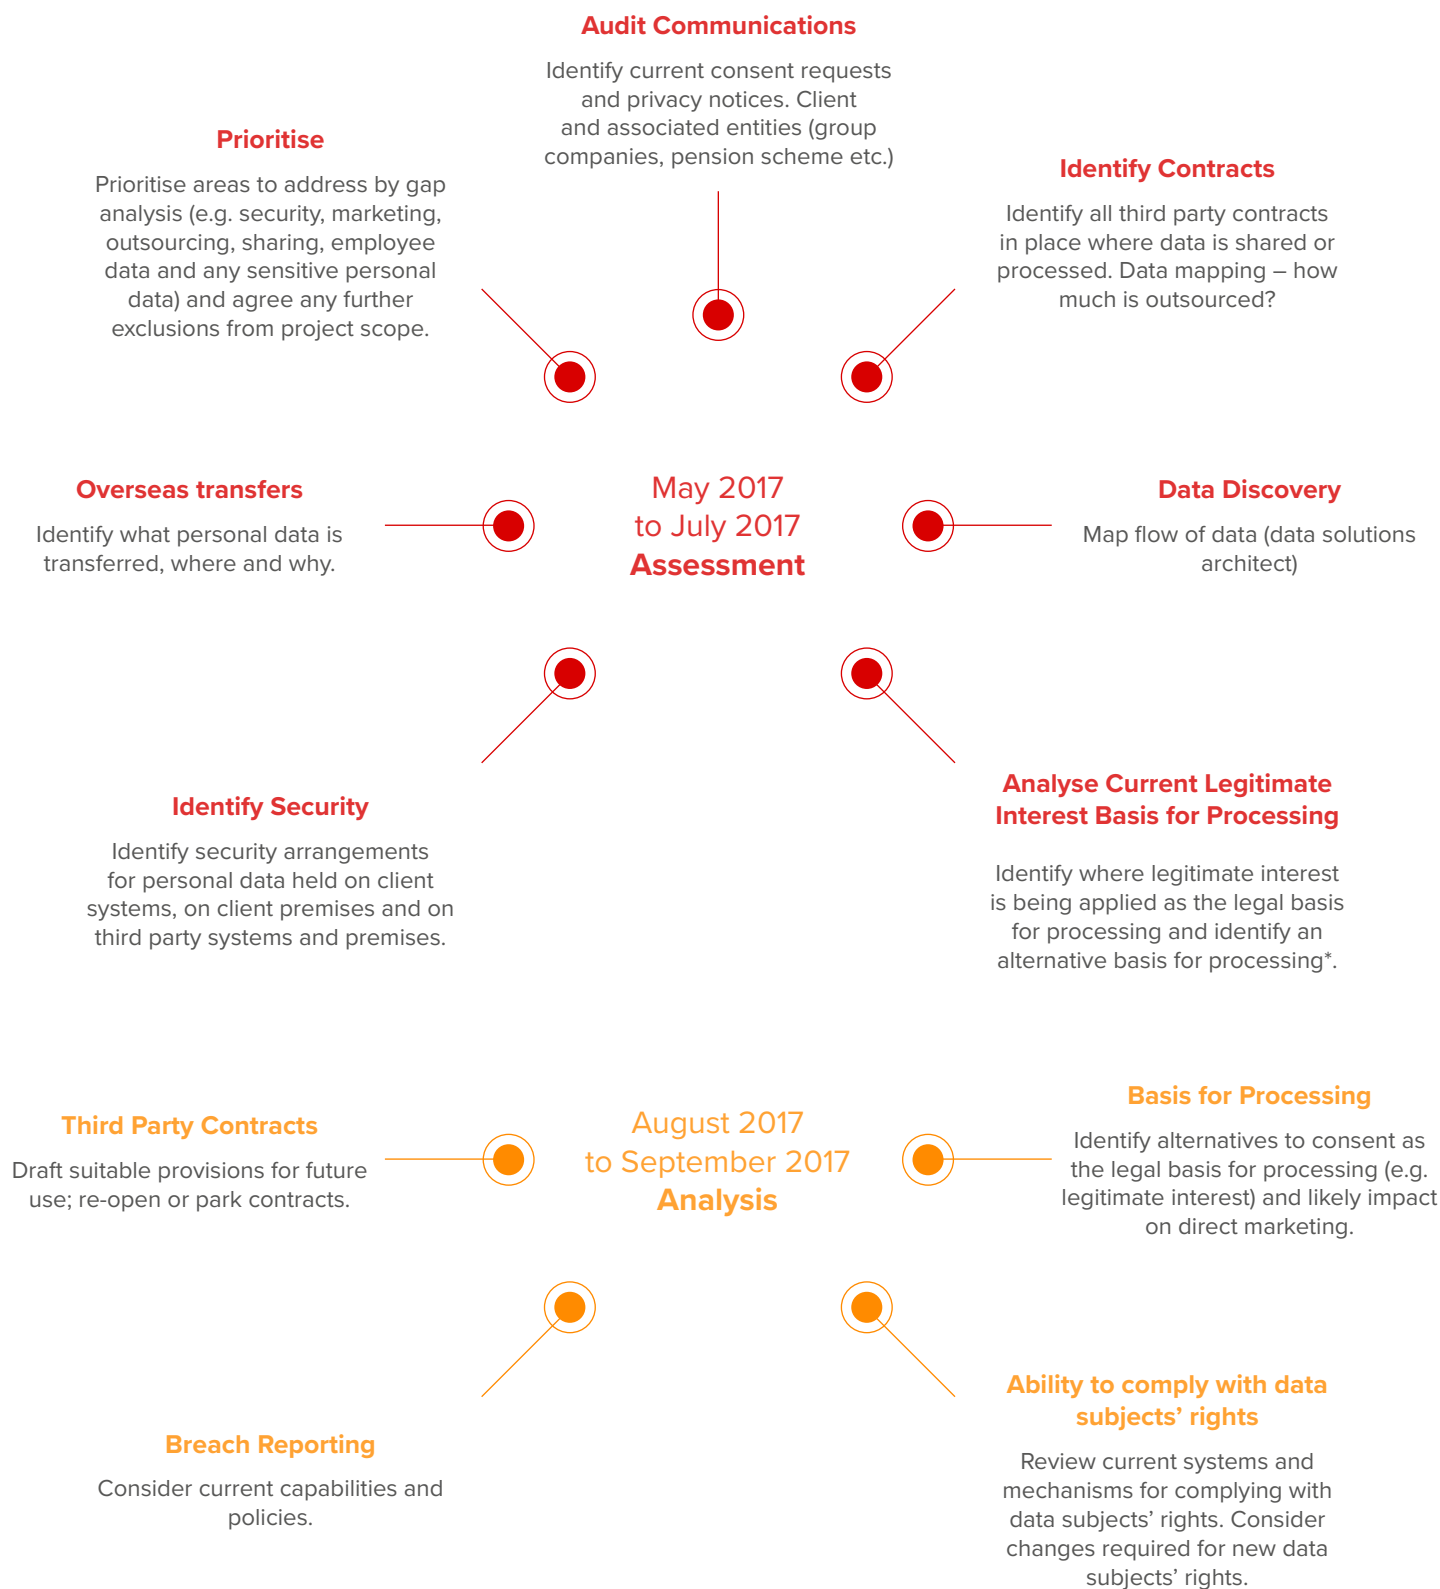 Audit Communications
Identify current consent requests
and privacy notices. Client
and associated entities (group
companies, pension scheme etc.)
Prioritise
Prioritise areas to address by gap
analysis (e.g. security, marketing,
outsourcing, sharing, employee
data and any sensitive personal
data) and agree any further
exclusions from project scope.
Identify Contracts
Identify all third party contracts
in place where data is shared or
processed. Data mapping – how
much is outsourced?
Overseas transfers
Identify what personal data is
transferred, where and why.
May 2017
to July 2017
Assessment
Data Discovery
Map flow of data (data solutions
architect)
Identify Security
Identify security arrangements
for personal data held on client
systems, on client premises and on
third party systems and premises.
Analyse Current Legitimate
Interest Basis for Processing
Identify where legitimate interest
is being applied as the legal basis
for processing and identify an
alternative basis for processing*.
Third Party Contracts
Draft suitable provisions for future
use; re-open or park contracts.
August 2017
to September 2017
Analysis
Basis for Processing
Identify alternatives to consent as
the legal basis for processing (e.g.
legitimate interest) and likely impact
on direct marketing.
Breach Reporting
Consider current capabilities and
policies.
Ability to comply with data
subjects’ rights
Review current systems and
mechanisms for complying with
data subjects’ rights. Consider
changes required for new data
subjects’ rights.